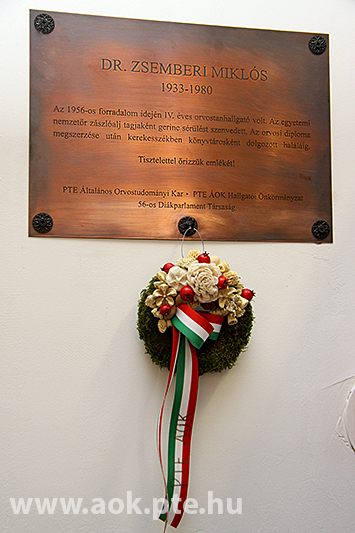 DR. ZSEMBERI MIKLÓS
1933-1980
Az 1956-os forradalom idején IV. éves orvostanhallgató volt. Az egyetemi
nemzetőr zászlóalj tagjaként gerinc sérülést szenvedett. Az orvosi diploma
megszerzése után kerekesszékben könyvtárosként dolgozott haláláig.
Tisztelettel őrizzük emlékét!
PTE Általános Orvostudományi Kar • PTE ÁOK Hallgatói Önkormányzat
56-os Diákparlament Társaság
PTE ÁOK
www.aok.pte.hu